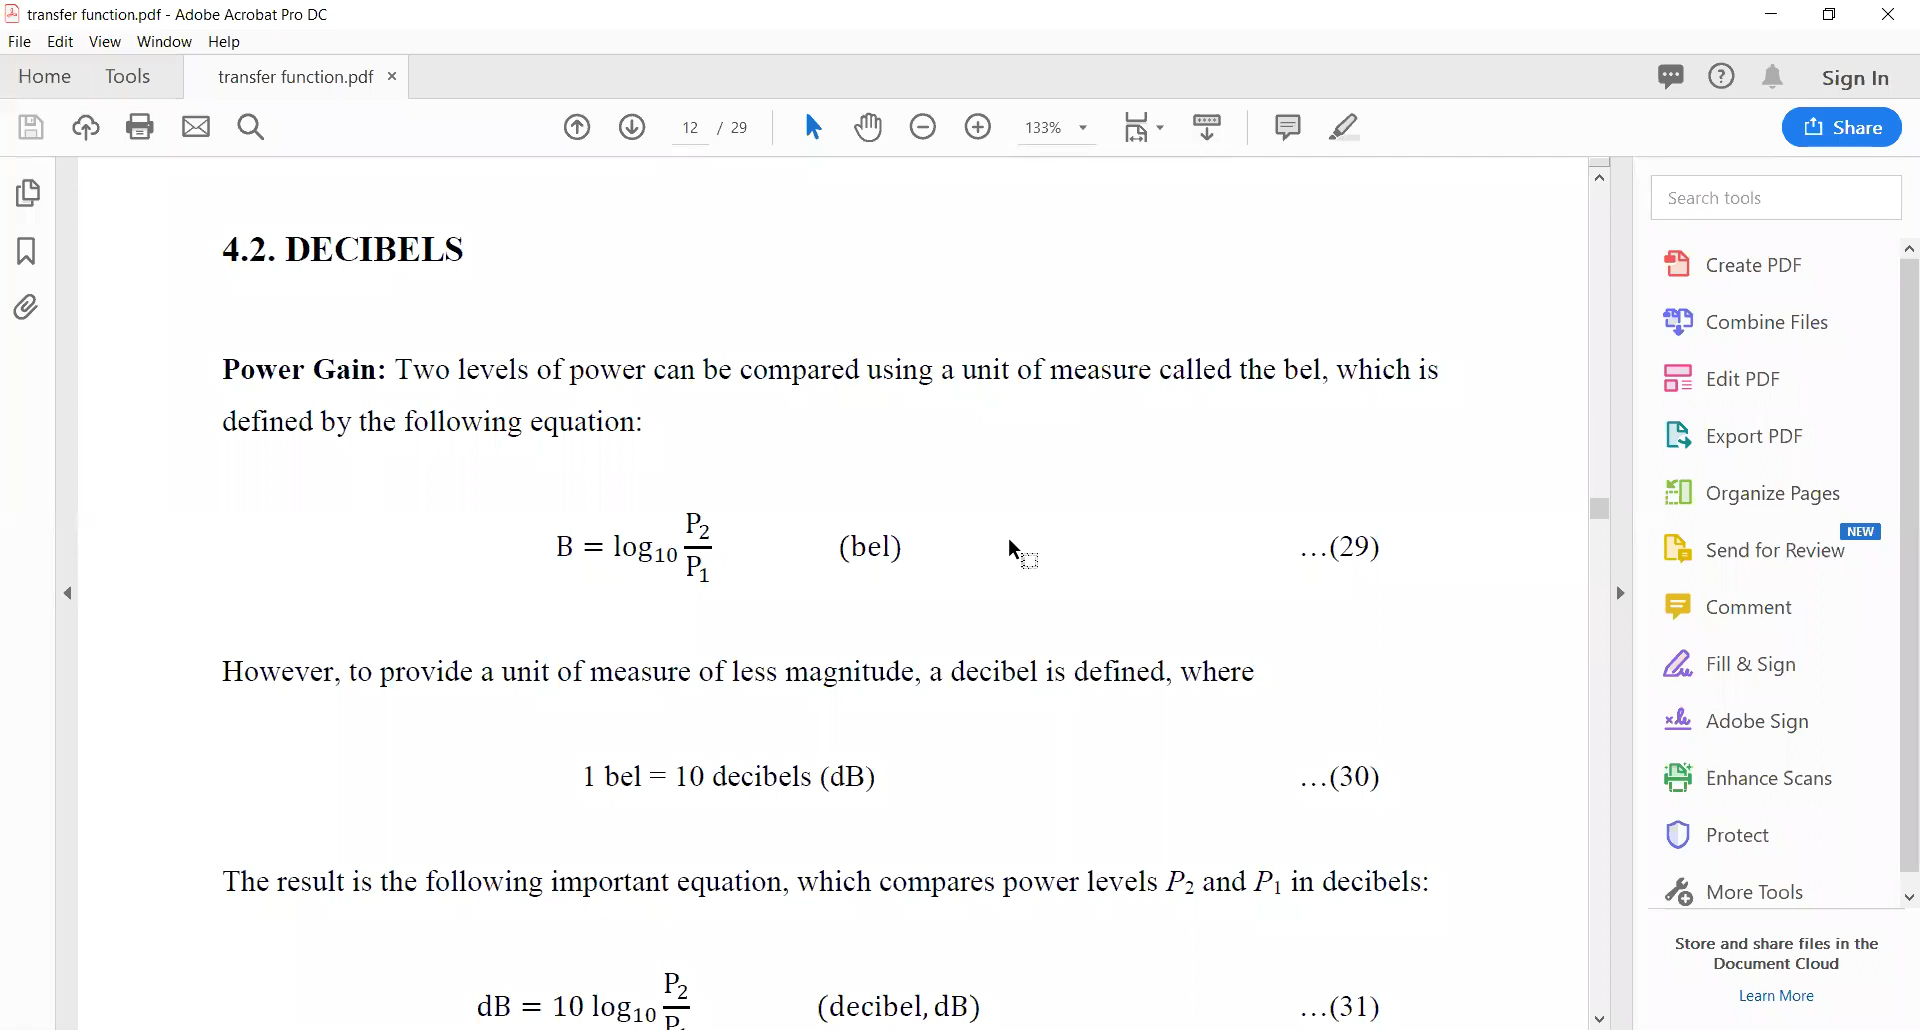 transfer function.pdf - Adobe Acrobat Pro DC
File Edit View Window Help
Home Tools transfer function.pdf × Sign In
12 / 29 133% Share
4.2. DECIBELS
Power Gain: Two levels of power can be compared using a unit of measure called the bel, which is
defined by the following equation:
B = log₁₀ P₂/P₁ (bel) ...(29)
However, to provide a unit of measure of less magnitude, a decibel is defined, where
1 bel = 10 decibels (dB) ...(30)
The result is the following important equation, which compares power levels P₂ and P₁ in decibels:
dB = 10 log₁₀ P₂/P₁ (decibel, dB) ...(31)
Search tools
Create PDF
Combine Files
Edit PDF
Export PDF
Organize Pages
NEW
Send for Review
Comment
Fill & Sign
Adobe Sign
Enhance Scans
Protect
More Tools
Store and share files in the
Document Cloud
Learn More